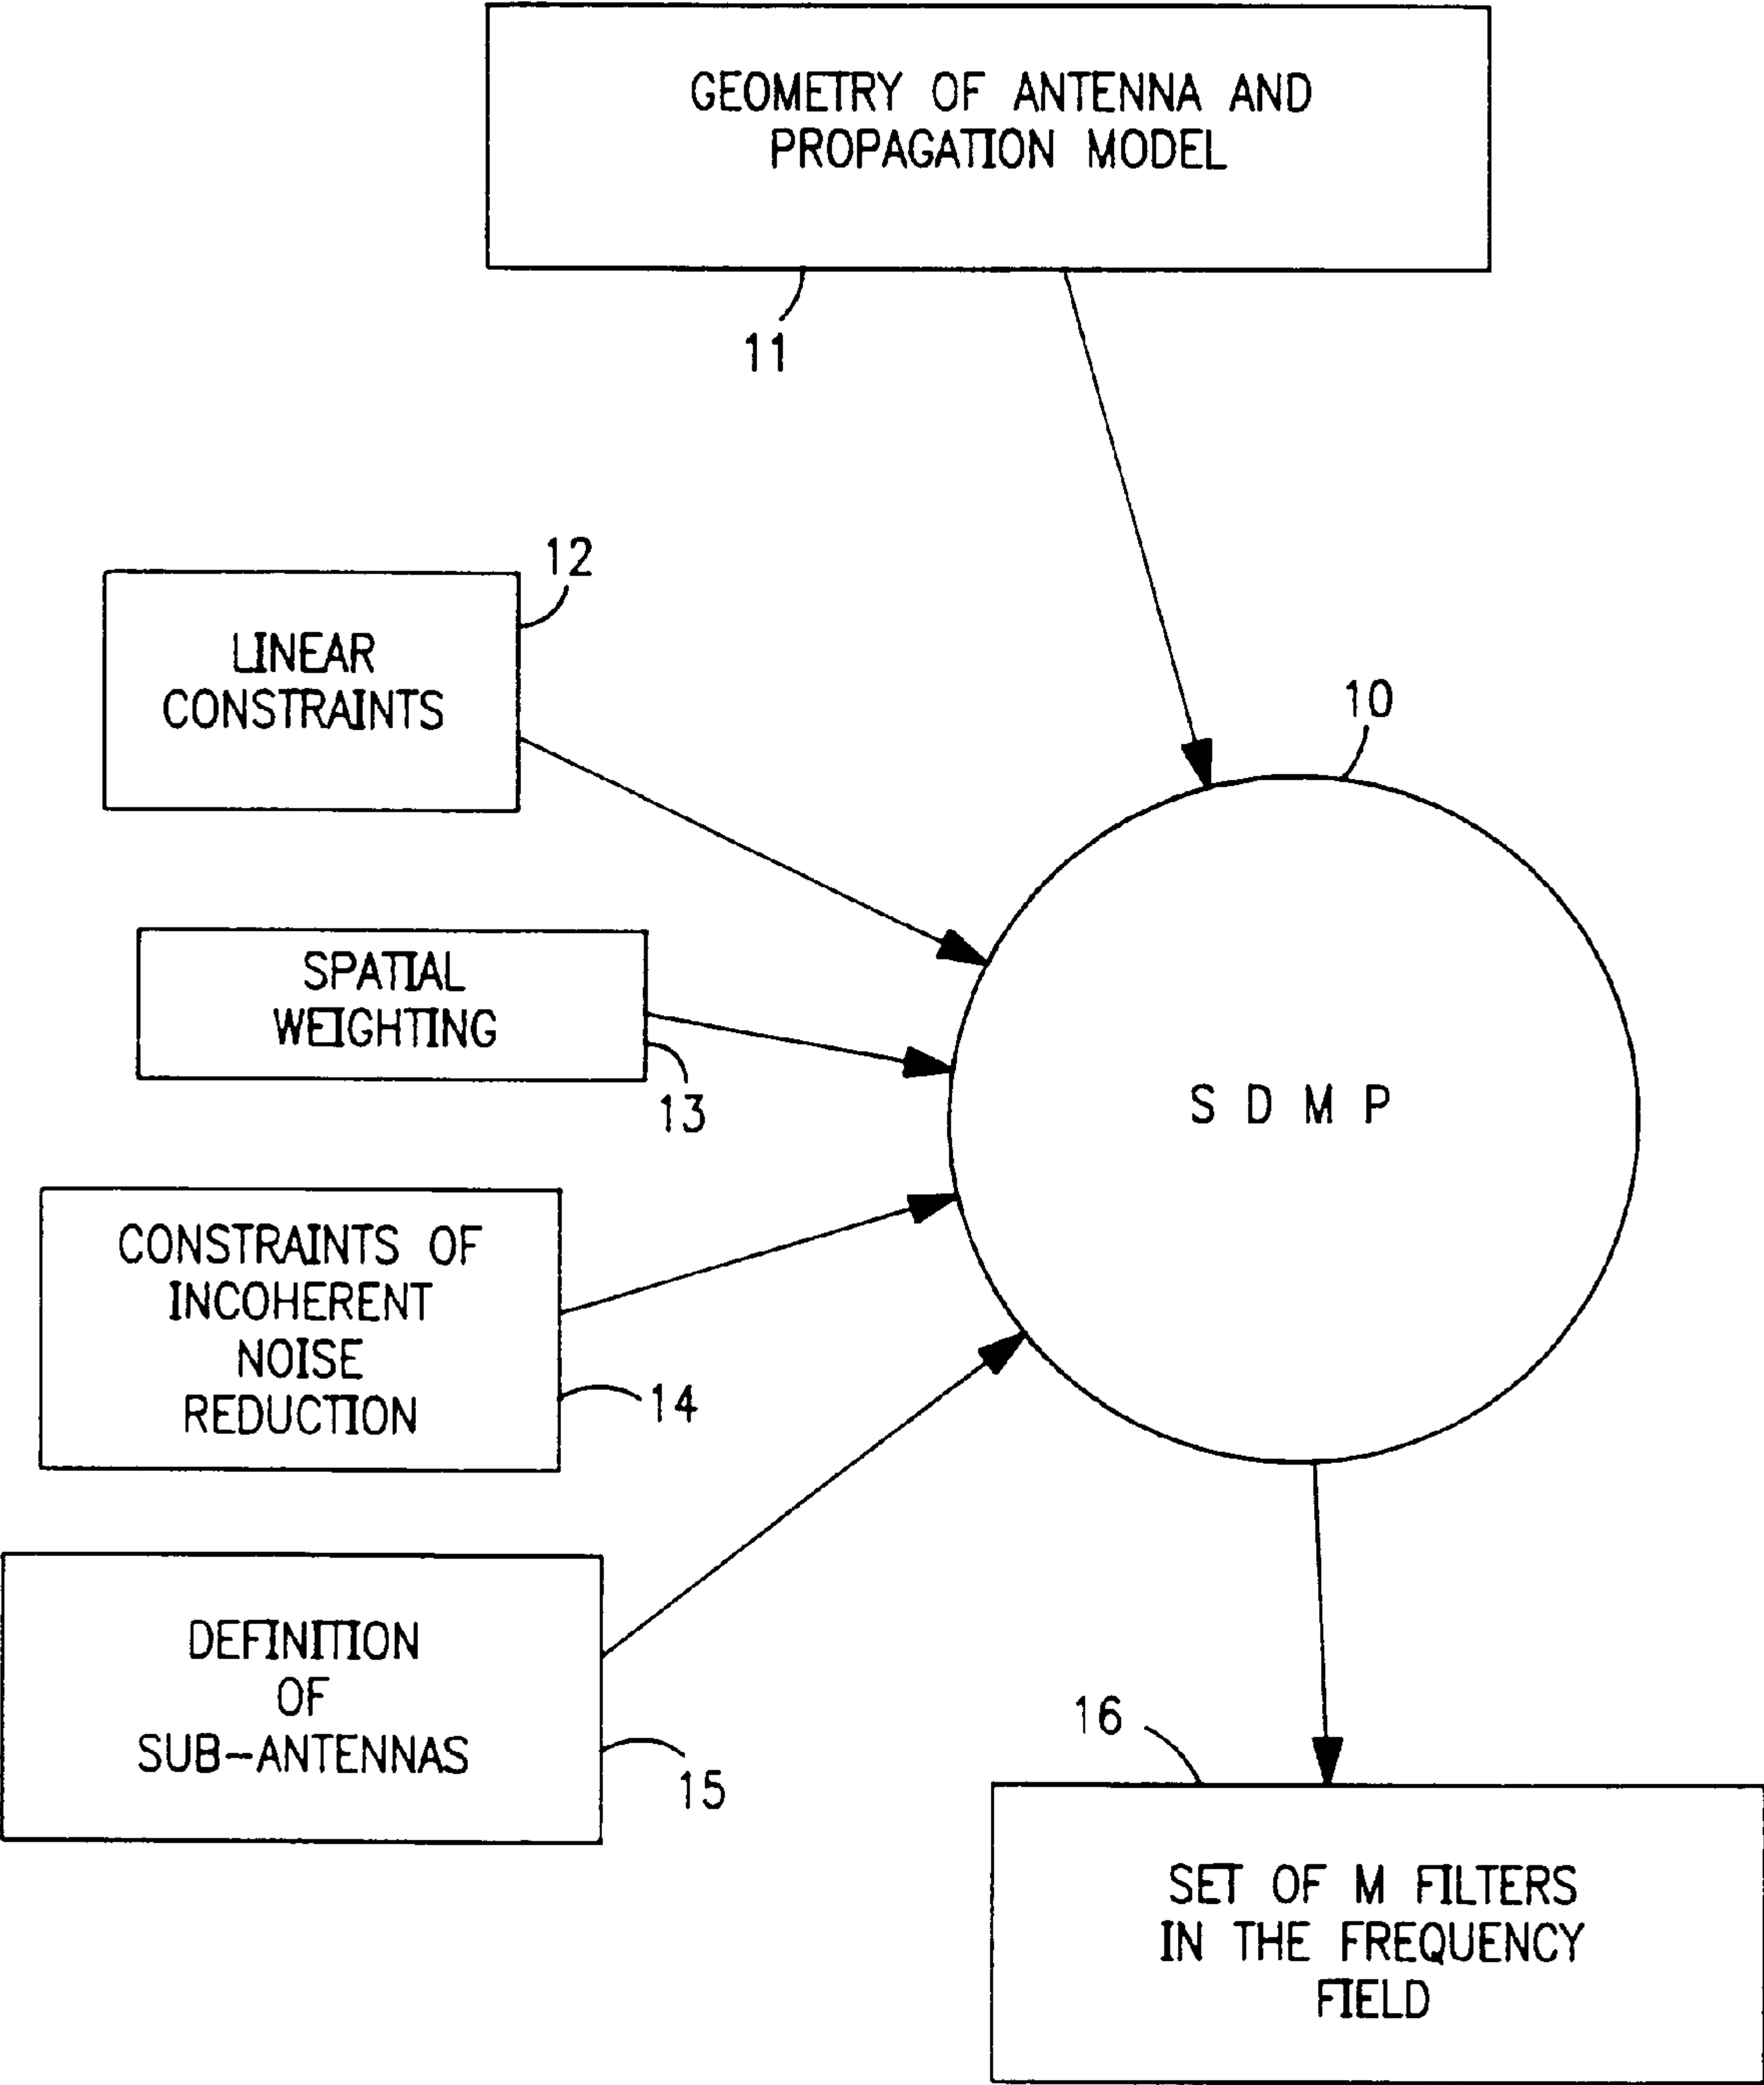 GEOMETRY OF ANTENNA AND
PROPAGATION MODEL
11
12
LINEAR
CONSTRAINTS
10
SPATIAL
WEIGHTING
13
S D M P
CONSTRAINTS OF
INCOHERENT
NOISE
REDUCTION
14
DEFINITION
OF
SUB-ANTENNAS
15
16
SET OF M FILTERS
IN THE FREQUENCY
FIELD